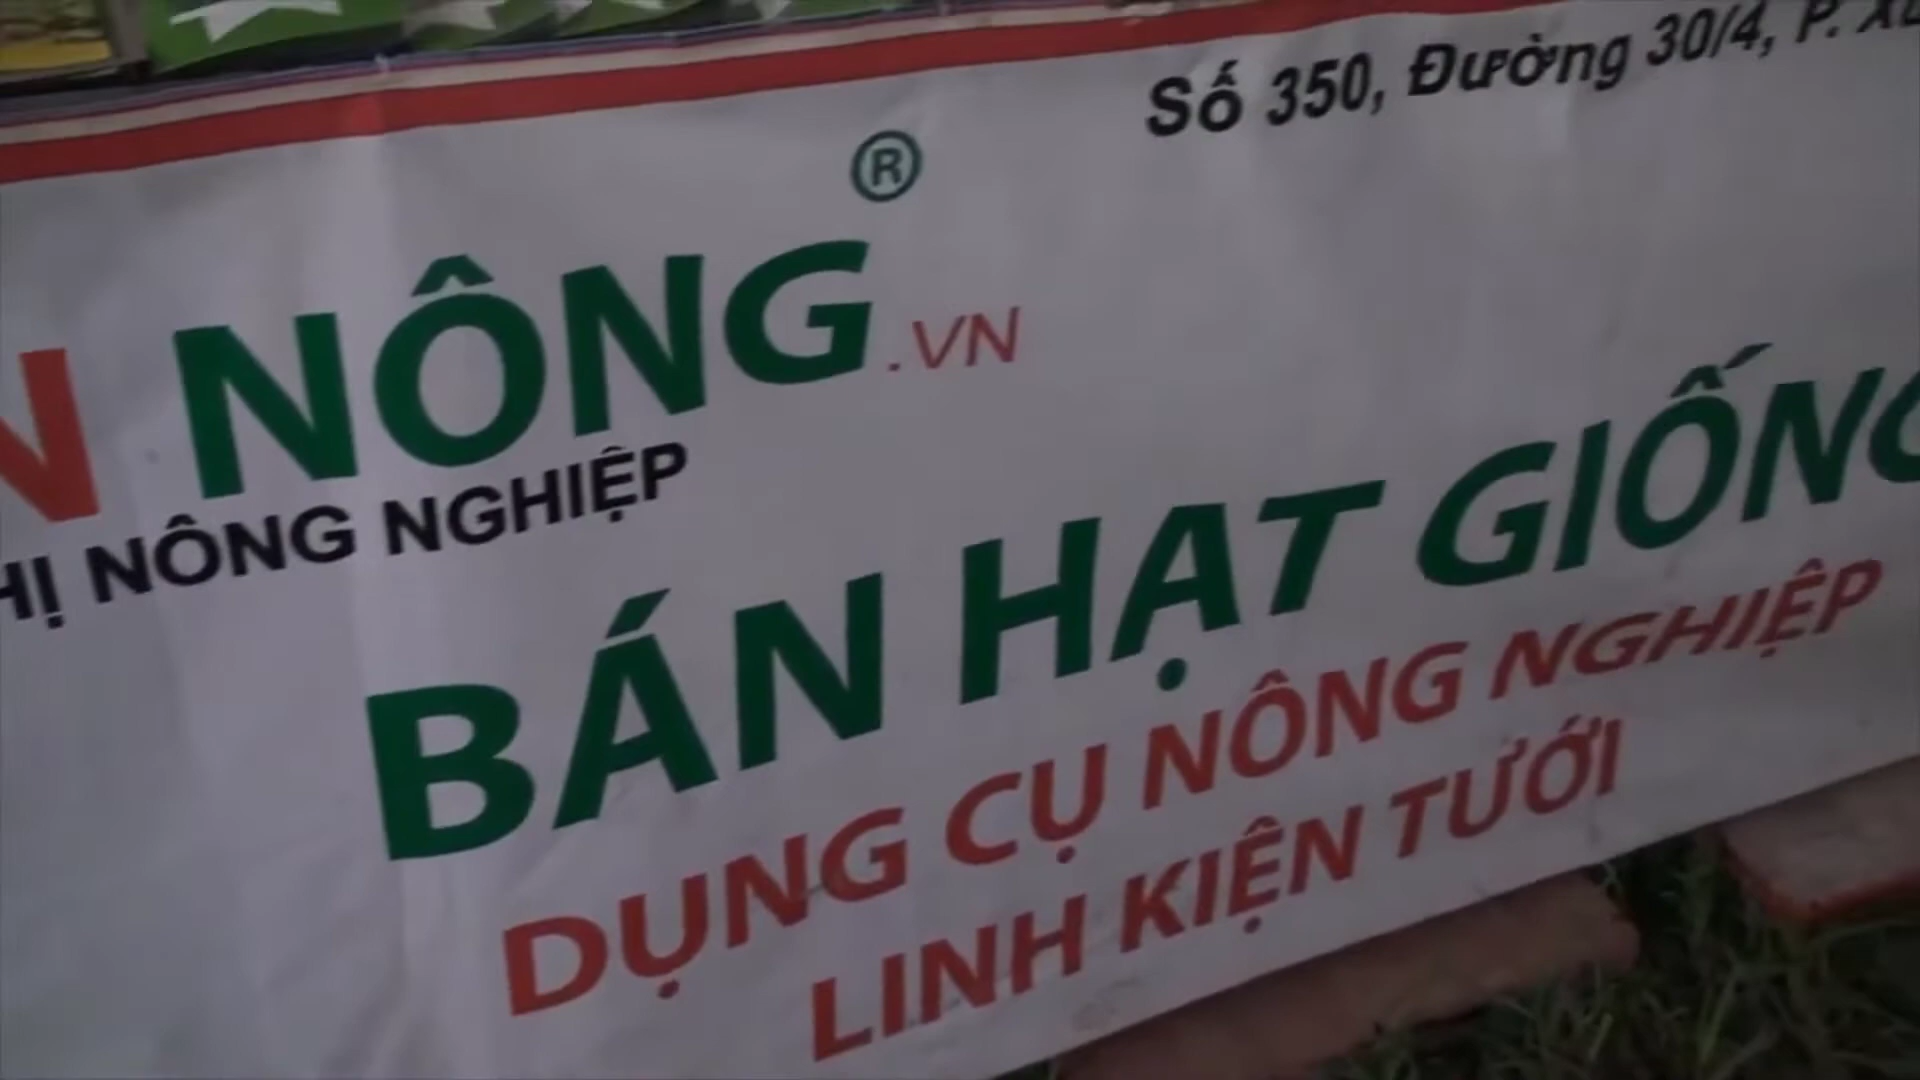 Số 350, Đường 30/4, P.
®
N NÔNG.VN
HỊ NÔNG NGHIỆP
BÁN HẠT GIỐNG
DỤNG CỤ NÔNG NGHIỆP
LINH KIỆN TƯỚI